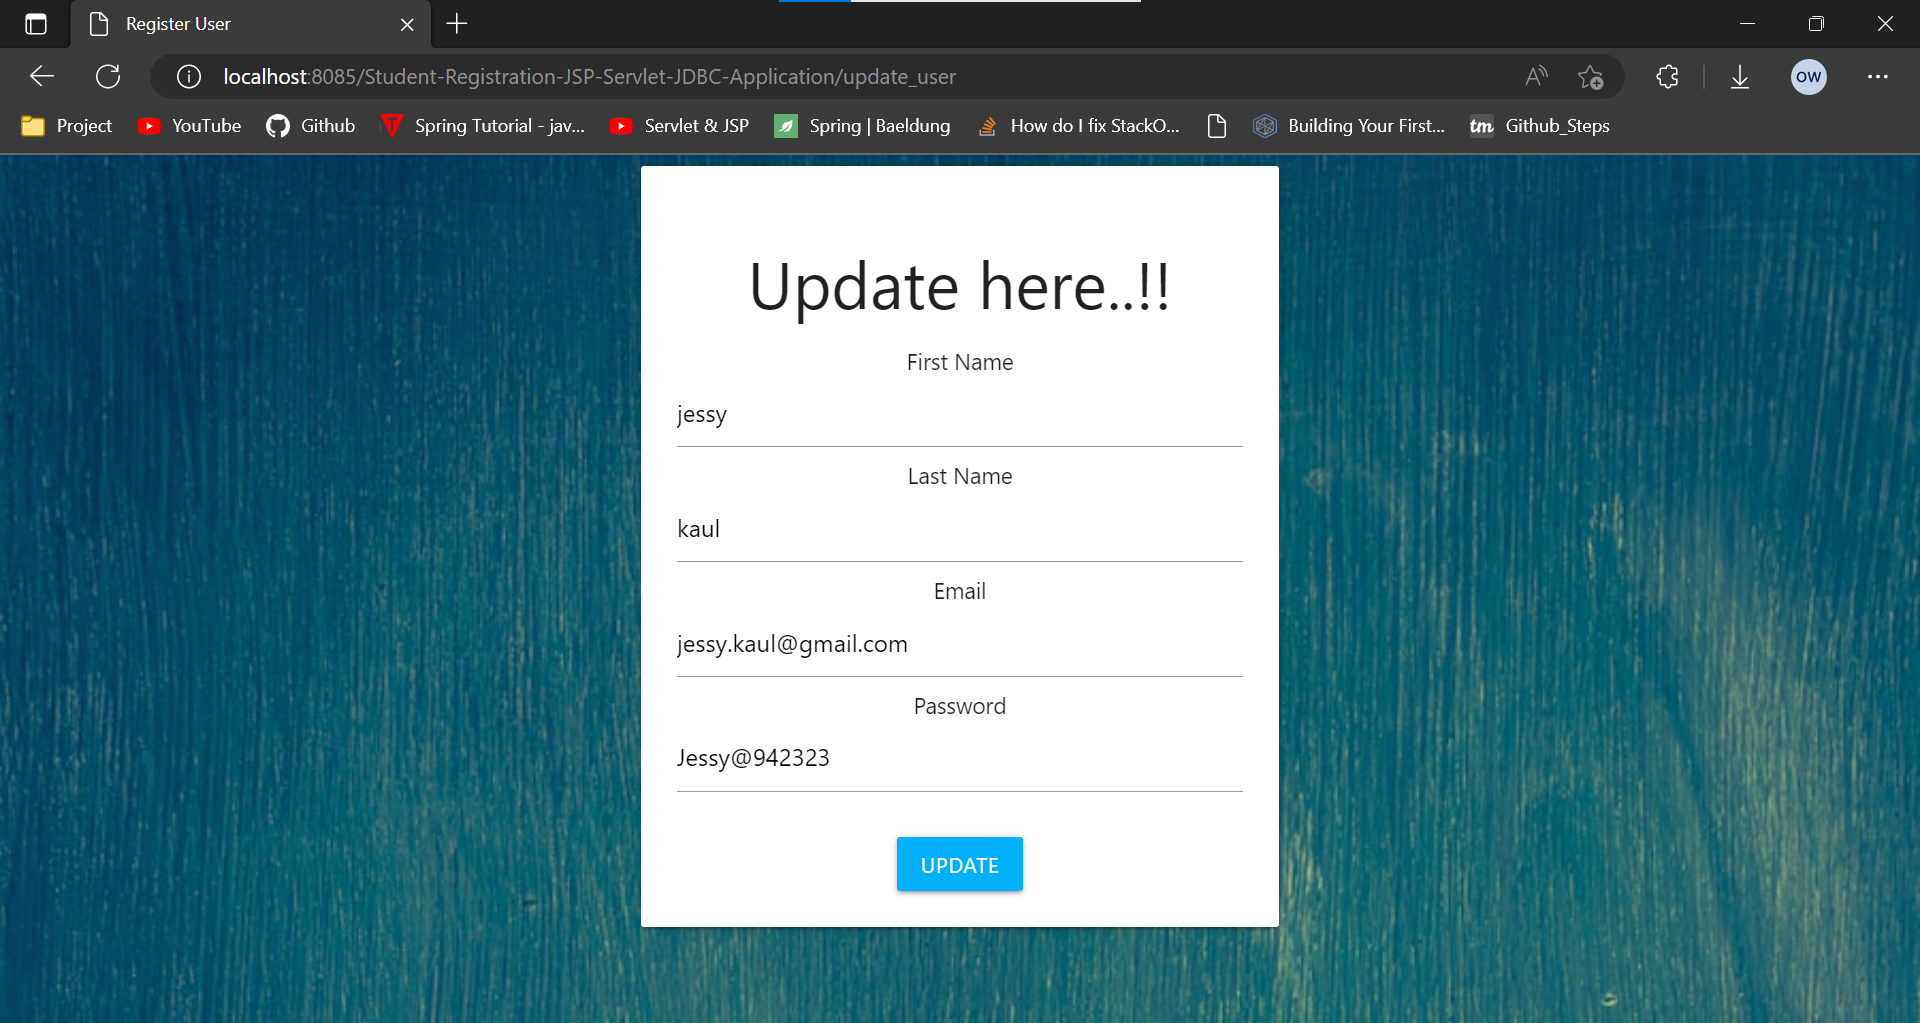 Register User
localhost:8085/Student-Registration-JSP-Servlet-JDBC-Application/update_user
A
OW
Project YouTube Github Spring Tutorial - jav... Servlet & JSP Spring | Baeldung How do I fix StackO... Building Your First... tm Github_Steps
Update here..!!
First Name
jessy
Last Name
kaul
Email
jessy.kaul@gmail.com
Password
Jessy@942323
UPDATE